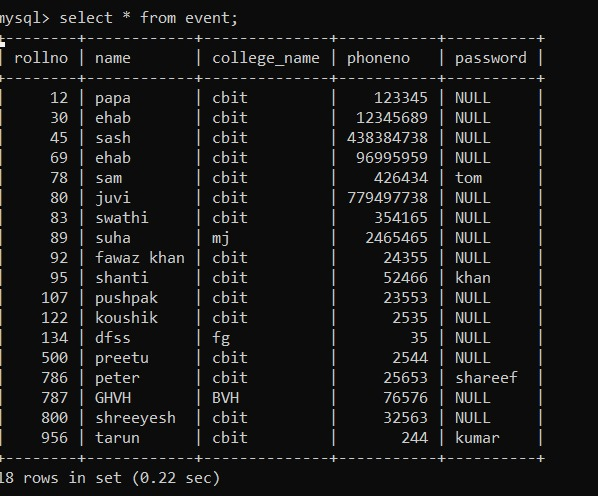 mysql> select * from event;
+--------+------------+--------------+-----------+----------+
| rollno | name       | college_name | phoneno   | password |
+--------+------------+--------------+-----------+----------+
|     12 | papa       | cbit         |    123345 | NULL     |
|     30 | ehab       | cbit         |  12345689 | NULL     |
|     45 | sash       | cbit         | 438384738 | NULL     |
|     69 | ehab       | cbit         |  96995959 | NULL     |
|     78 | sam        | cbit         |    426434 | tom      |
|     80 | juvi       | cbit         | 779497738 | NULL     |
|     83 | swathi     | cbit         |    354165 | NULL     |
|     89 | suha       | mj           |   2465465 | NULL     |
|     92 | fawaz khan | cbit         |     24355 | NULL     |
|     95 | shanti     | cbit         |     52466 | khan     |
|    107 | pushpak    | cbit         |     23553 | NULL     |
|    122 | koushik    | cbit         |      2535 | NULL     |
|    134 | dfss       | fg           |        35 | NULL     |
|    500 | preetu     | cbit         |      2544 | NULL     |
|    786 | peter      | cbit         |     25653 | shareef  |
|    787 | GHVH       | BVH          |     76576 | NULL     |
|    800 | shreeyesh  | cbit         |     32563 | NULL     |
|    956 | tarun      | cbit         |       244 | kumar    |
+--------+------------+--------------+-----------+----------+
18 rows in set (0.22 sec)